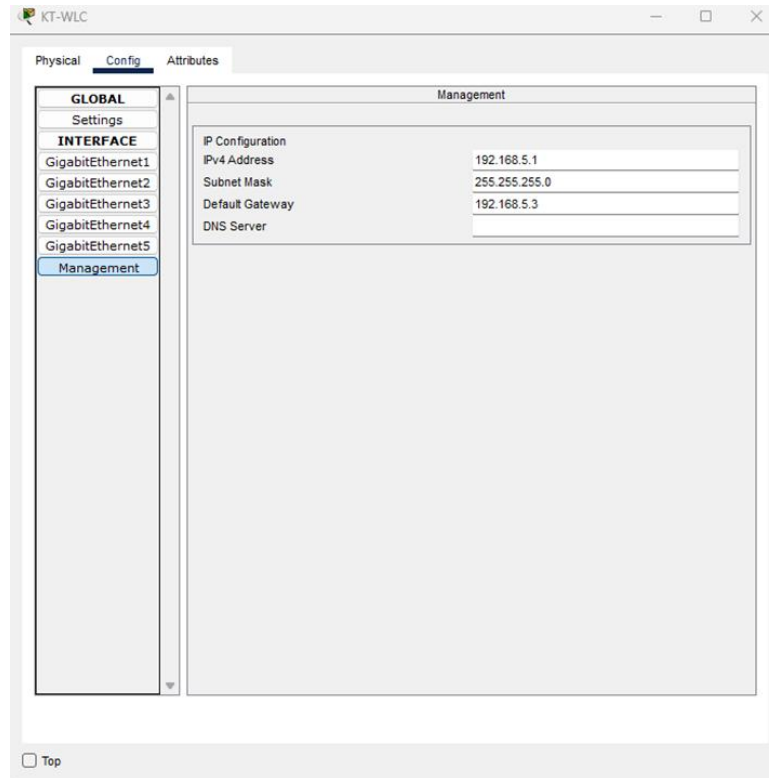 KT-WLC
Physical Config Attributes
GLOBAL
Settings
INTERFACE
GigabitEthernet1
GigabitEthernet2
GigabitEthernet3
GigabitEthernet4
GigabitEthernet5
Management
Management
IP Configuration
IPv4 Address 192.168.5.1
Subnet Mask 255.255.255.0
Default Gateway 192.168.5.3
DNS Server
Top